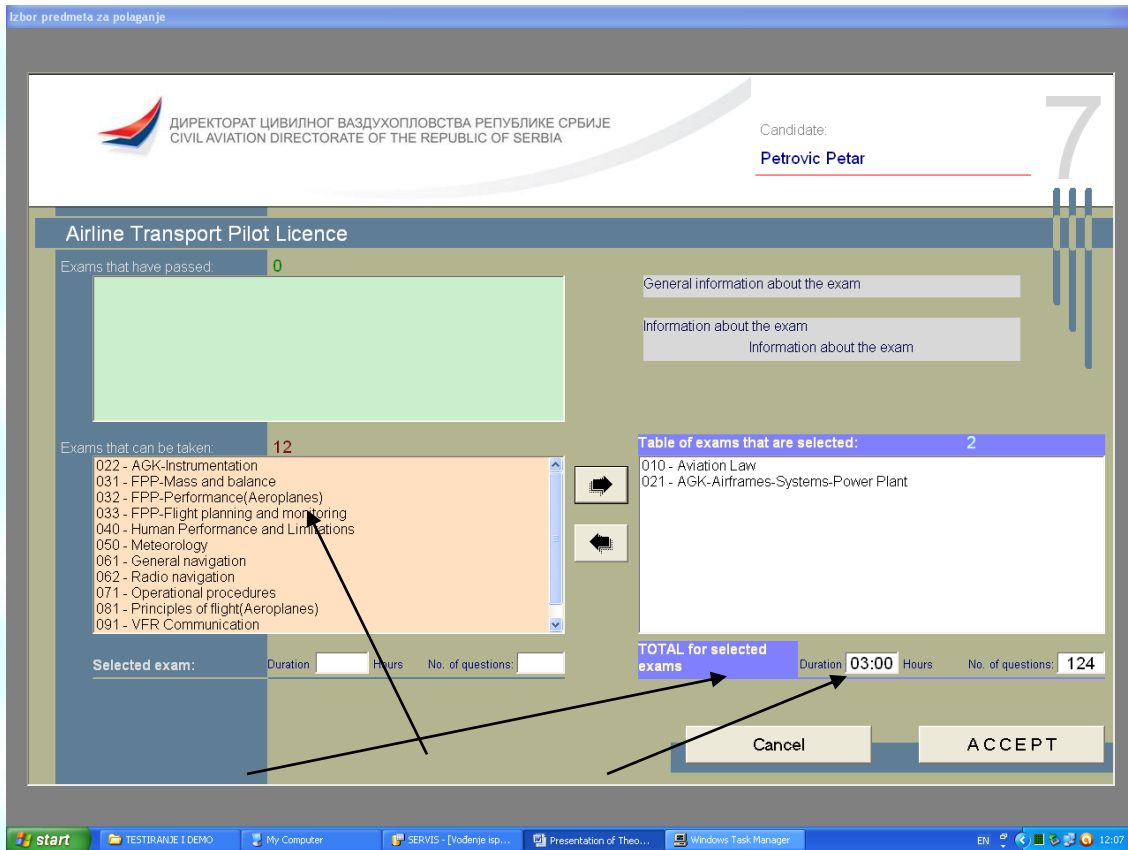 Izbor predmeta za polaganje
ДИРЕКТОРАТ ЦИВИЛНОГ ВАЗДУХОПЛОВСТВА РЕПУБЛИКЕ СРБИЈЕ
CIVIL AVIATION DIRECTORATE OF THE REPUBLIC OF SERBIA
Candidate:
Petrovic Petar
7
Airline Transport Pilot Licence
Exams that have passed: 0
General information about the exam
Information about the exam
Information about the exam
Exams that can be taken: 12
022 - AGK-Instrumentation
031 - FPP-Mass and balance
032 - FPP-Performance(Aeroplanes)
033 - FPP-Flight planning and monitoring
040 - Human Performance and Limitations
050 - Meteorology
061 - General navigation
062 - Radio navigation
071 - Operational procedures
081 - Principles of flight(Aeroplanes)
091 - VFR Communication
Table of exams that are selected: 2
010 - Aviation Law
021 - AGK-Airframes-Systems-Power Plant
Selected exam: Duration Hours No. of questions:
TOTAL for selected
exams Duration 03:00 Hours No. of questions: 124
Cancel ACCEPT
start TESTIRANJE I DEMO My Computer SERVIS - [Vođenje isp... Presentation of Theo... Windows Task Manager EN 12:07